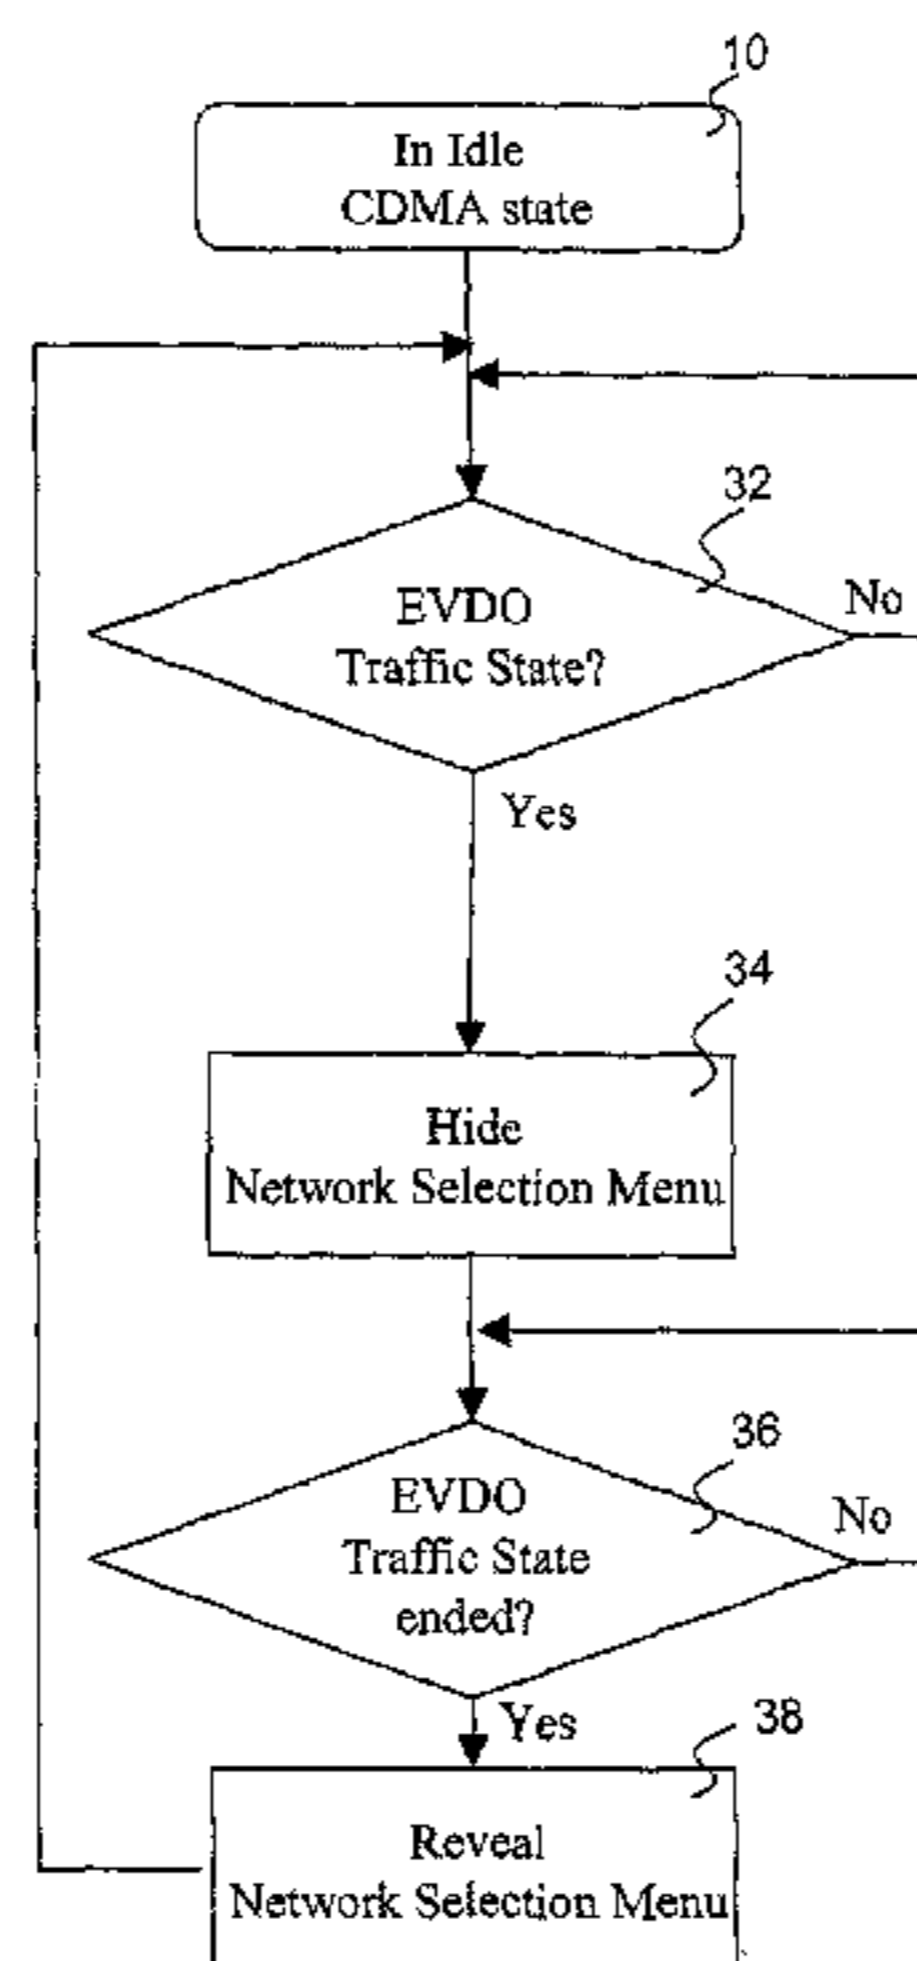 10
In Idle
CDMA state
32
EVDO
Traffic State?
No
Yes
34
Hide
Network Selection Menu
36
EVDO
Traffic State
ended?
No
Yes
38
Reveal
Network Selection Menu